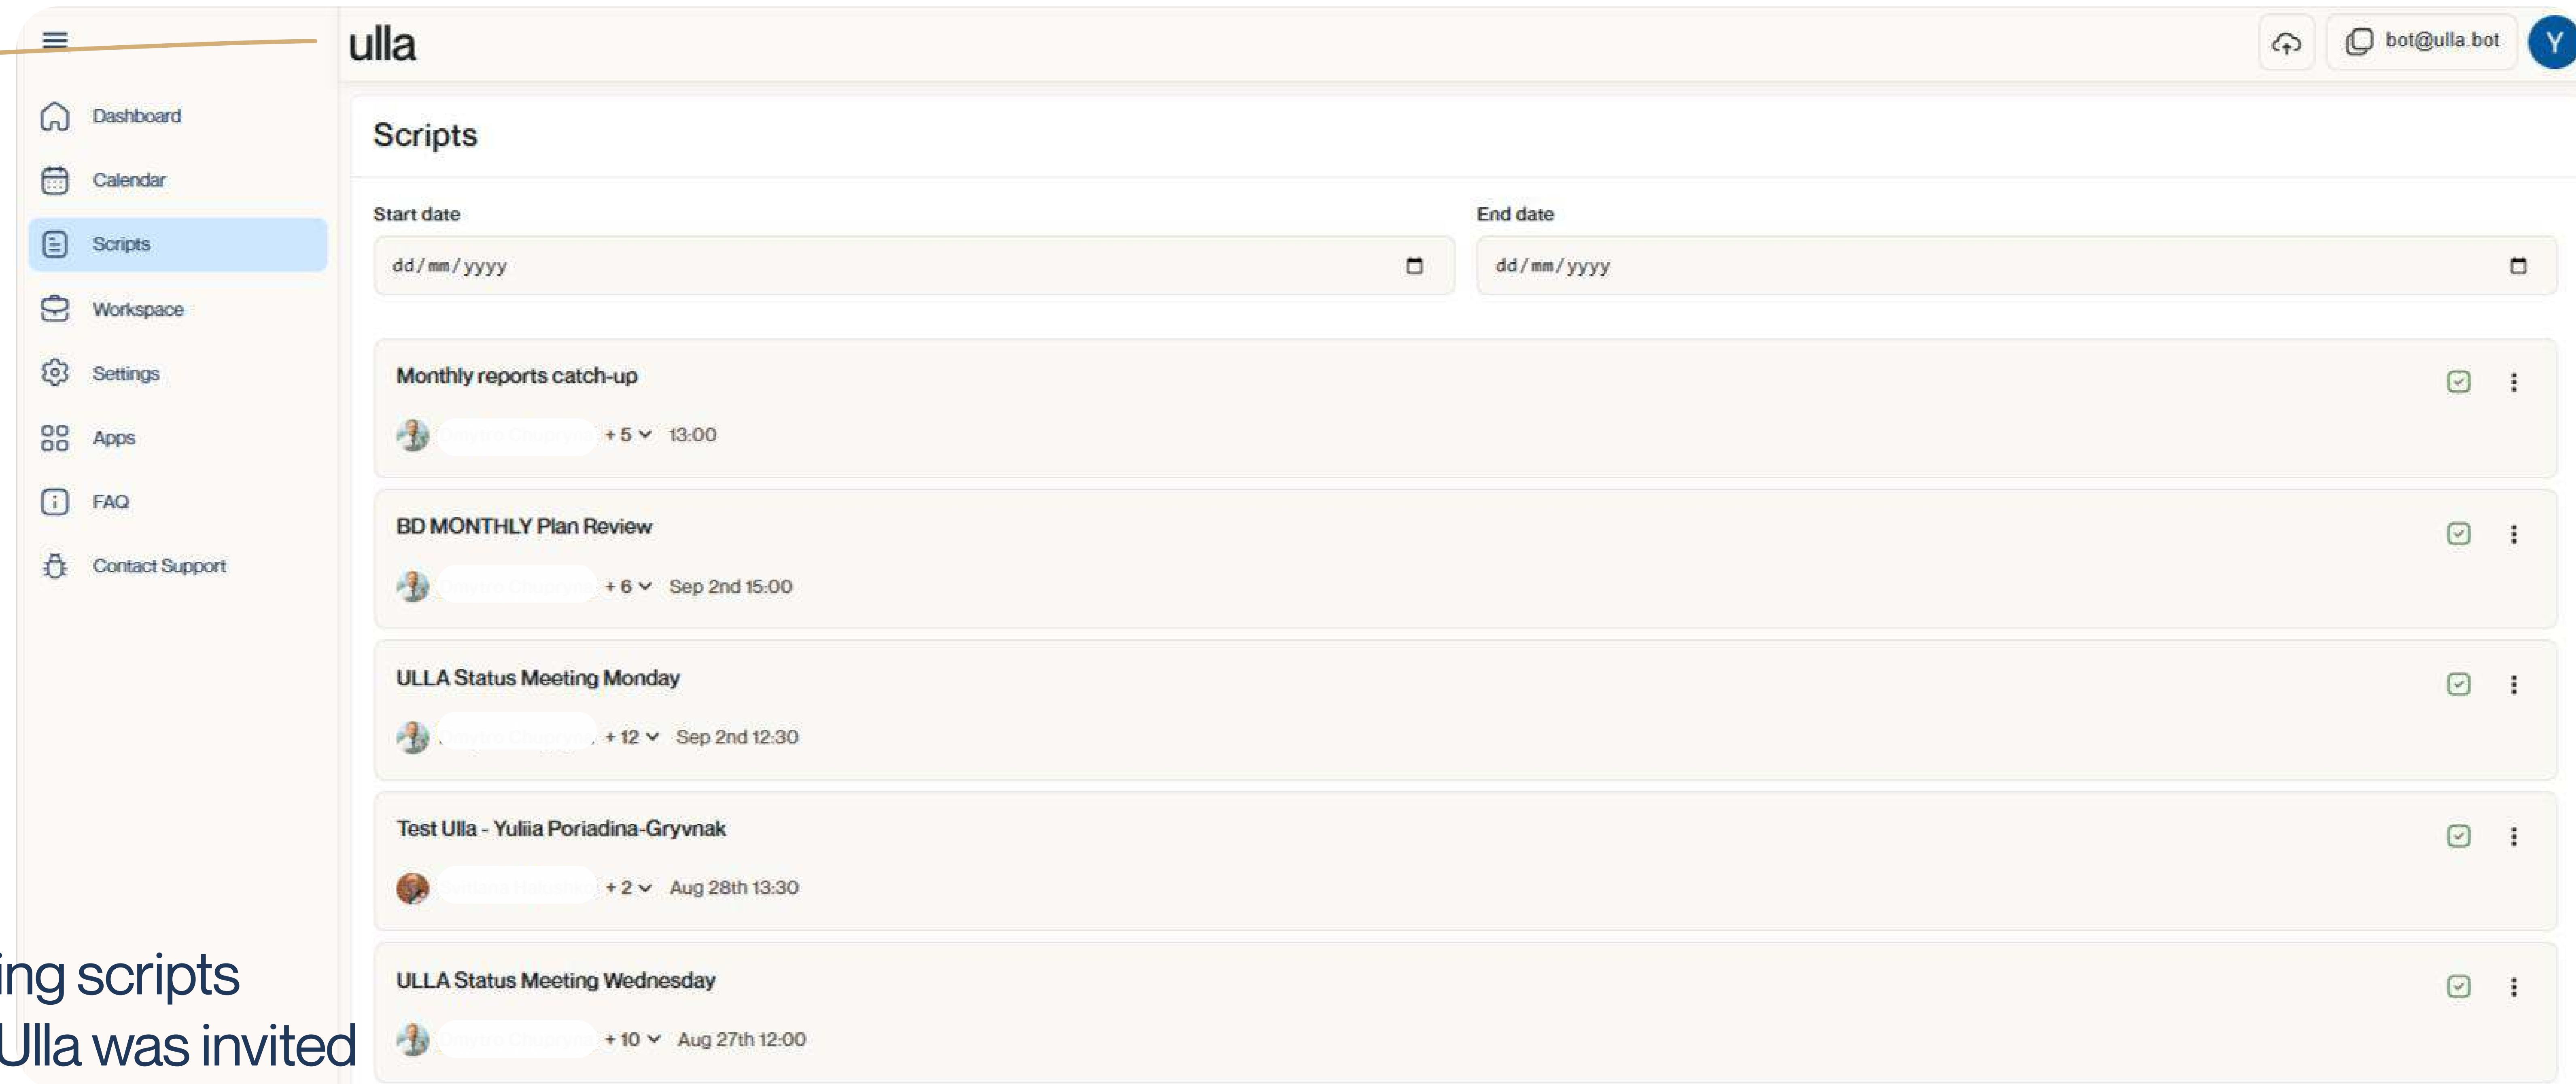 ulla
bot@ulla.bot
Y
Dashboard
Calendar
Scripts
Workspace
Settings
Apps
FAQ
Contact Support
Scripts
Start date
End date
dd/mm/yyyy
dd/mm/yyyy
Monthly reports catch-up
+ 5 13:00
BD MONTHLY Plan Review
+ 6 Sep 2nd 15:00
ULLA Status Meeting Monday
+ 12 Sep 2nd 12:30
Test Ulla - Yuliia Poriadina-Gryvnak
+ 2 Aug 28th 13:30
ULLA Status Meeting Wednesday
+ 10 Aug 27th 12:00
ing scripts
Ulla was invited